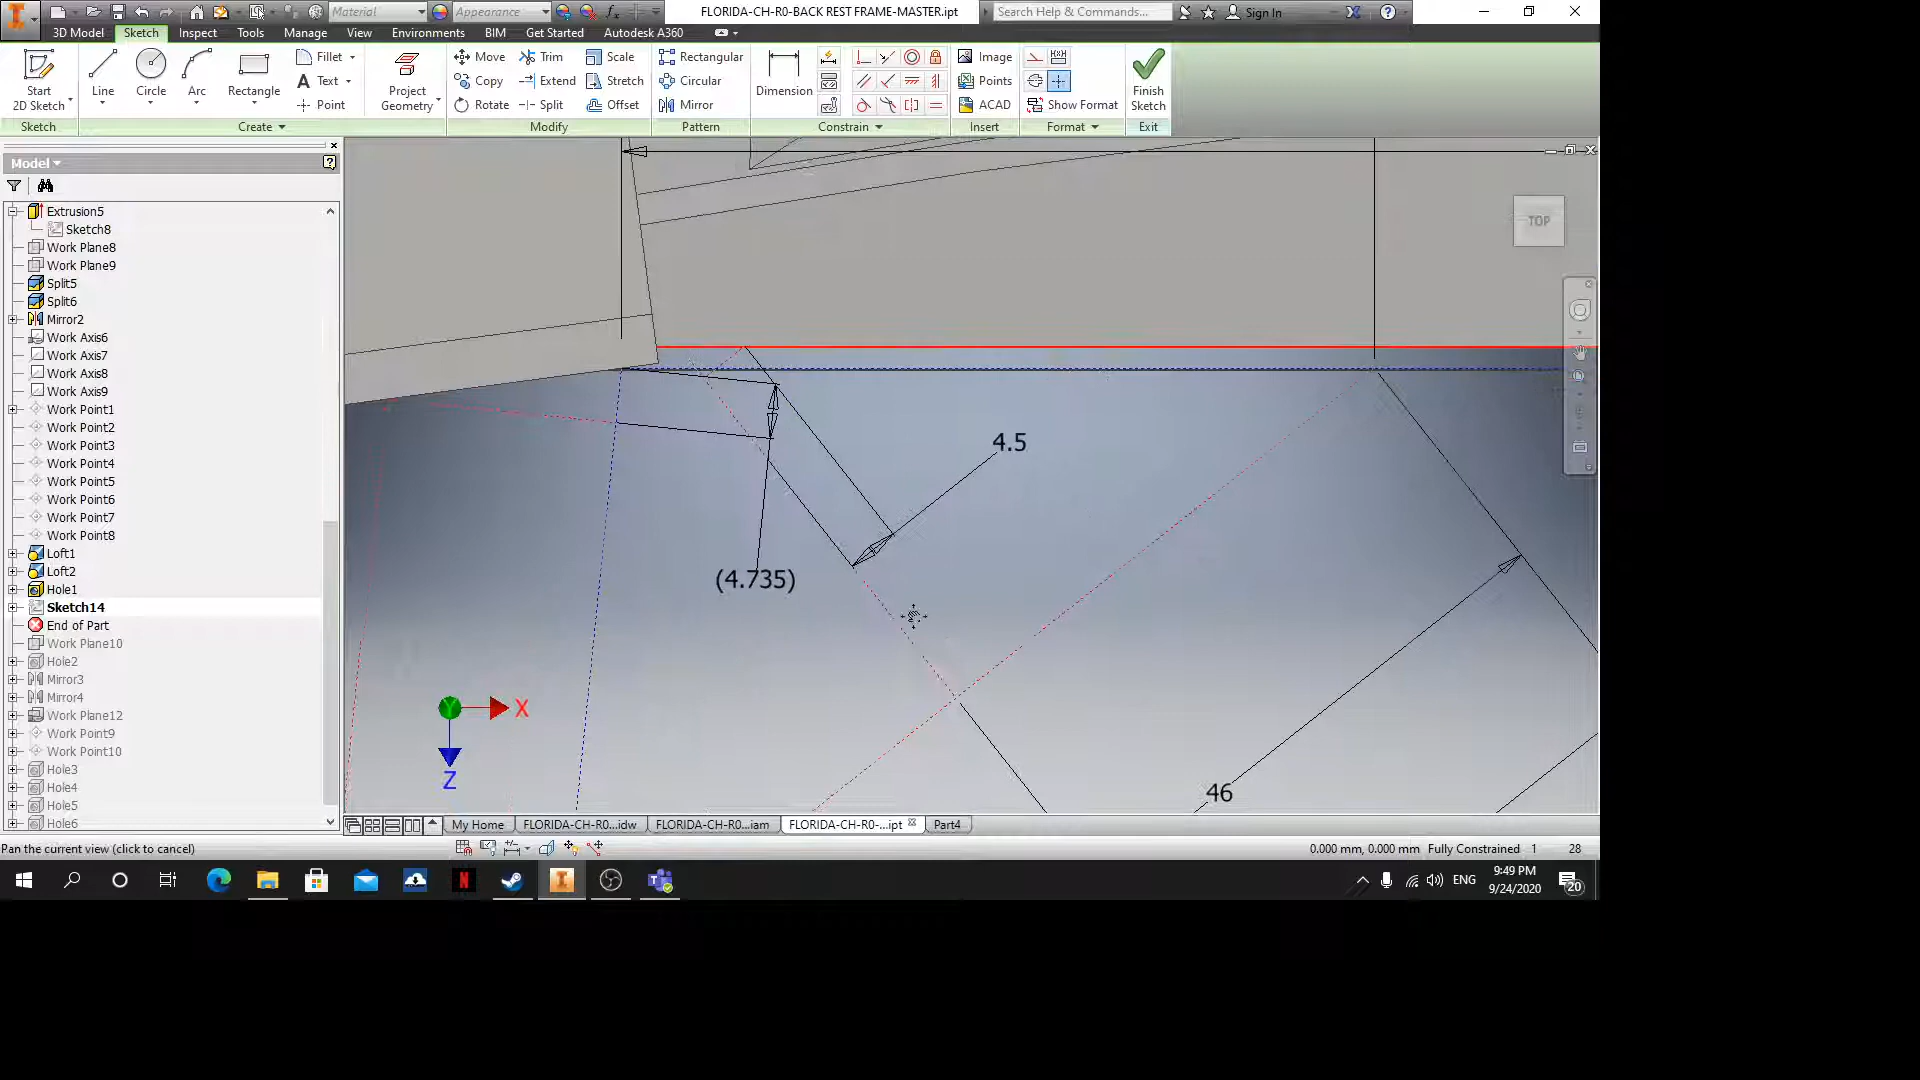 Material
Appearance
FLORIDA-CH-R0-BACK REST FRAME-MASTER.ipt
Search Help & Commands...
Sign In
3D Model
Sketch
Inspect
Tools
Manage
View
Environments
BIM
Get Started
Autodesk A360
Start
2D Sketch
Line
Circle
Arc
Rectangle
Fillet
Text
Point
Project
Geometry
Move
Copy
Rotate
Trim
Extend
Split
Scale
Stretch
Offset
Rectangular
Circular
Mirror
Dimension
Image
Points
ACAD
Show Format
Finish
Sketch
Sketch
Create
Modify
Pattern
Constrain
Insert
Format
Exit
Model
Extrusion5
Sketch8
Work Plane8
Work Plane9
Split5
Split6
Mirror2
Work Axis6
Work Axis7
Work Axis8
Work Axis9
Work Point1
Work Point2
Work Point3
Work Point4
Work Point5
Work Point6
Work Point7
Work Point8
Loft1
Loft2
Hole1
Sketch14
End of Part
Work Plane10
Hole2
Mirror3
Mirror4
Work Plane12
Work Point9
Work Point10
Hole3
Hole4
Hole5
Hole6
TOP
4.5
(4.735)
46
Y
X
Z
My Home
FLORIDA-CH-R0...idw
FLORIDA-CH-R0...iam
FLORIDA-CH-R0-...ipt
Part4
Pan the current view (click to cancel)
0.000 mm, 0.000 mm Fully Constrained 1 28
ENG
9:49 PM
9/24/2020
20